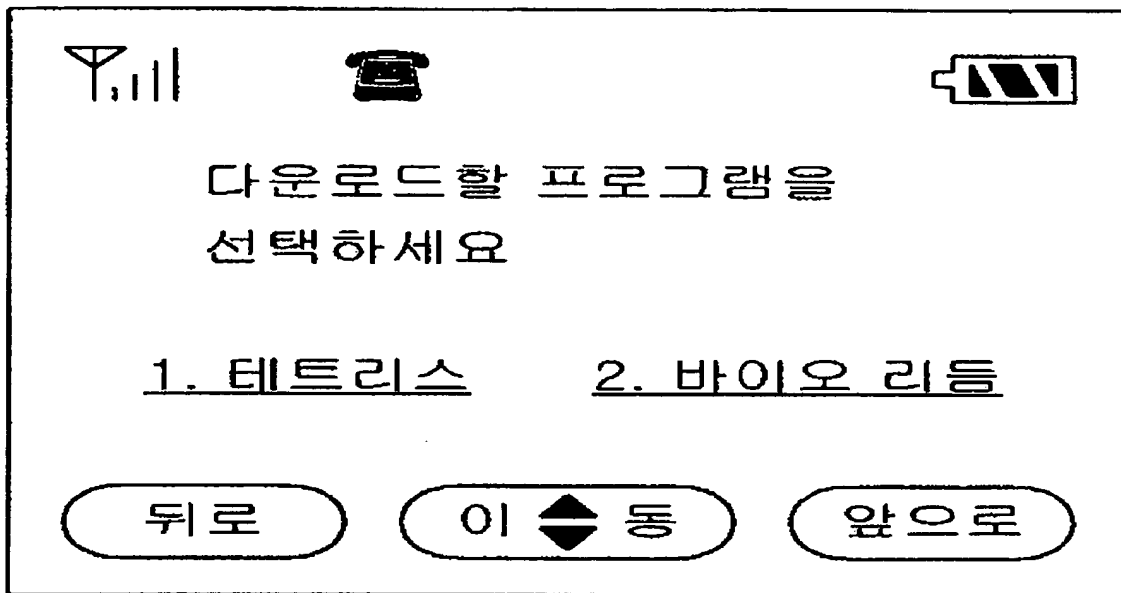 다운로드할 프로그램을
선택하세요
1. 테트리스 2. 바이오 리듬
뒤로 이 동 앞으로